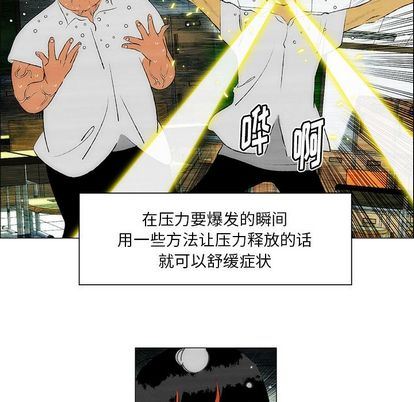 哗
啊
在压力要爆发的瞬间
用一些方法让压力释放的话
就可以舒缓症状